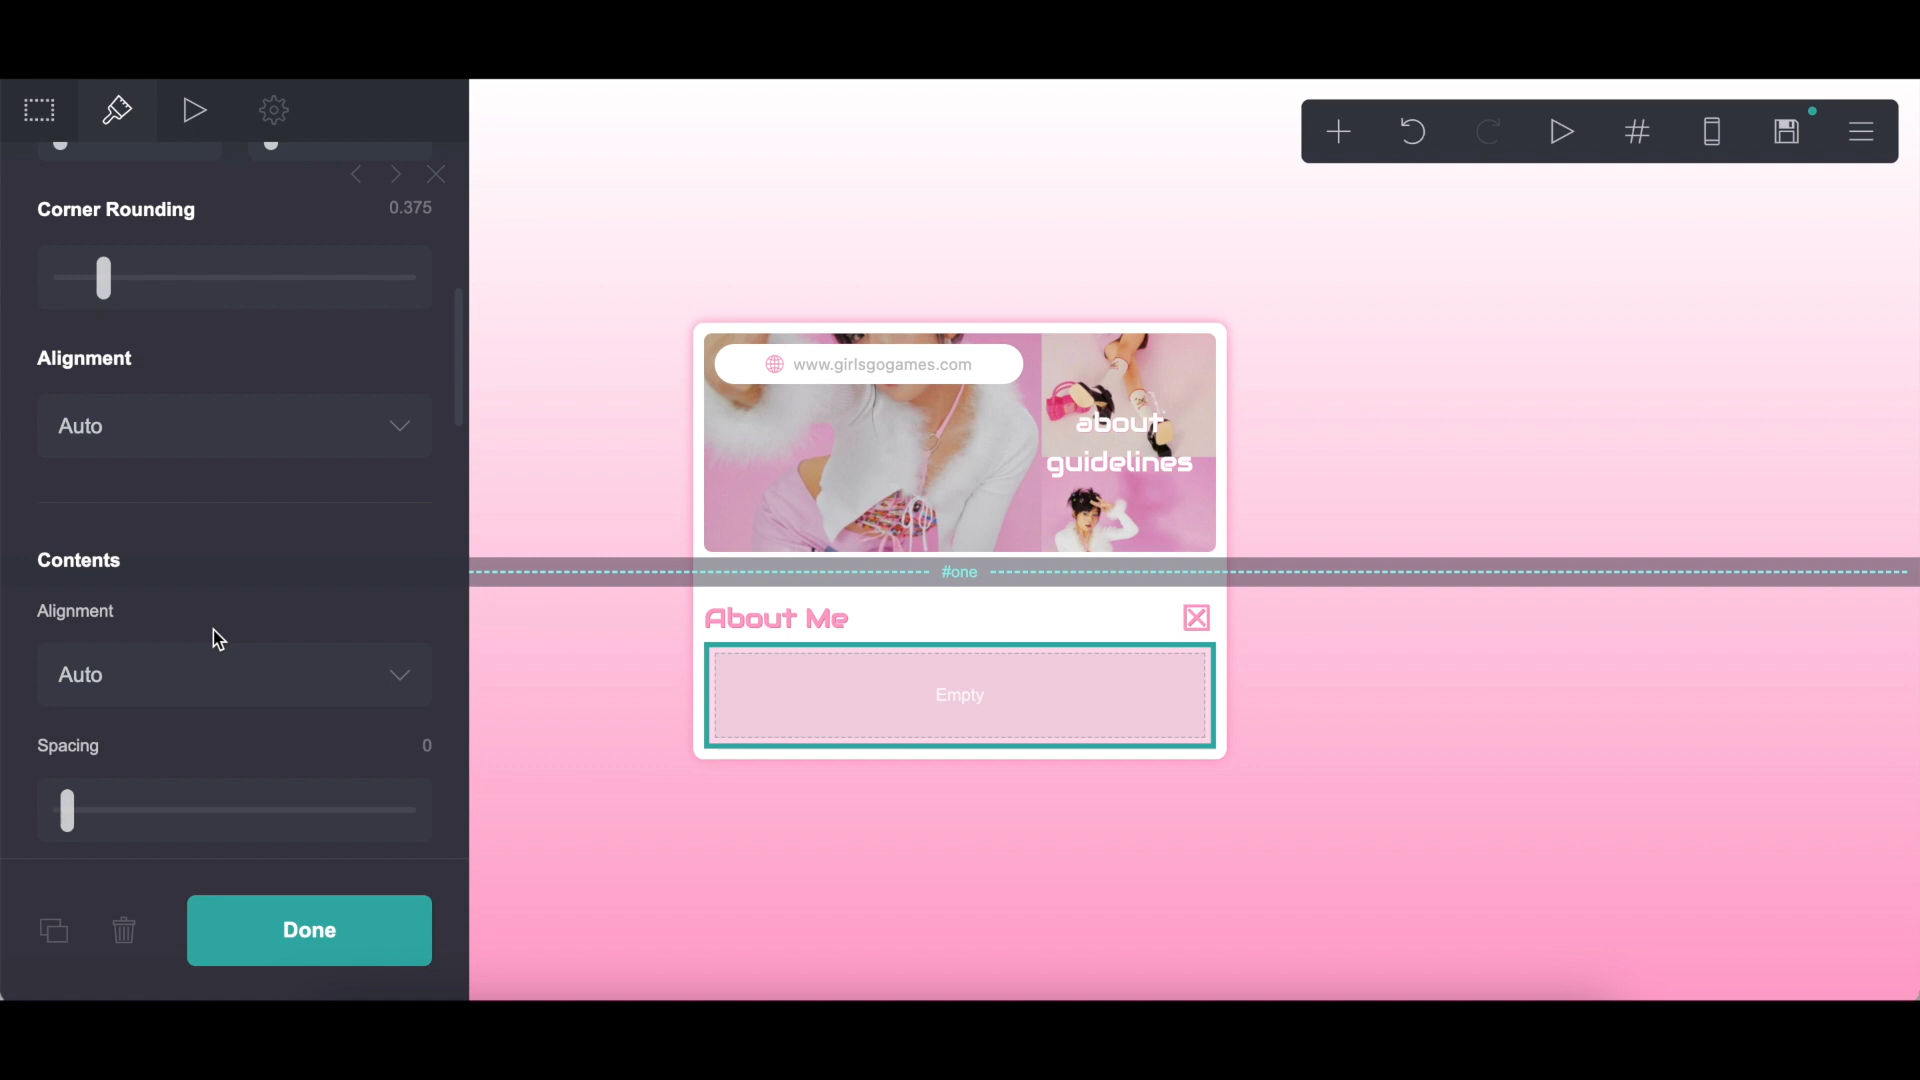 Corner Rounding
0.375
Alignment
Auto
Contents
Alignment
Auto
Spacing
0
Done
www.girlsgogames.com
about
guidelines
#one
About Me
Empty